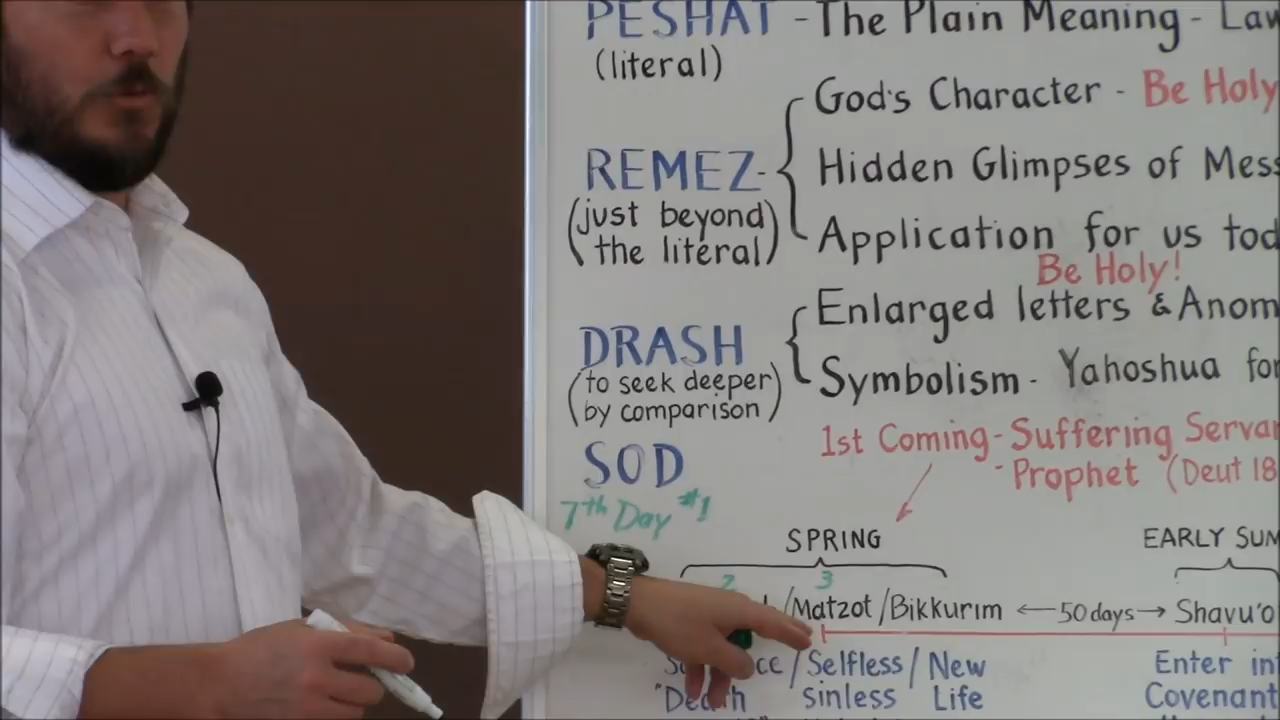 PESHAT - The Plain Meaning - Law
(literal)
God's Character - Be Holy
REMEZ-
Hidden Glimpses of Mess
(just beyond
the literal)
Application for us tod
Be Holy!
Enlarged letters & Anom
DRASH
(to seek deeper
by comparison)
Symbolism - Yahoshua for
1st Coming - Suffering Servan
- Prophet (Deut 18
SOD
7th Day #1
SPRING EARLY SUM
2 3
/Matzot/Bikkurim ←50 days→ Shavu'o
ce / Selfless / New Enter in
"Death sinless Life Covenant